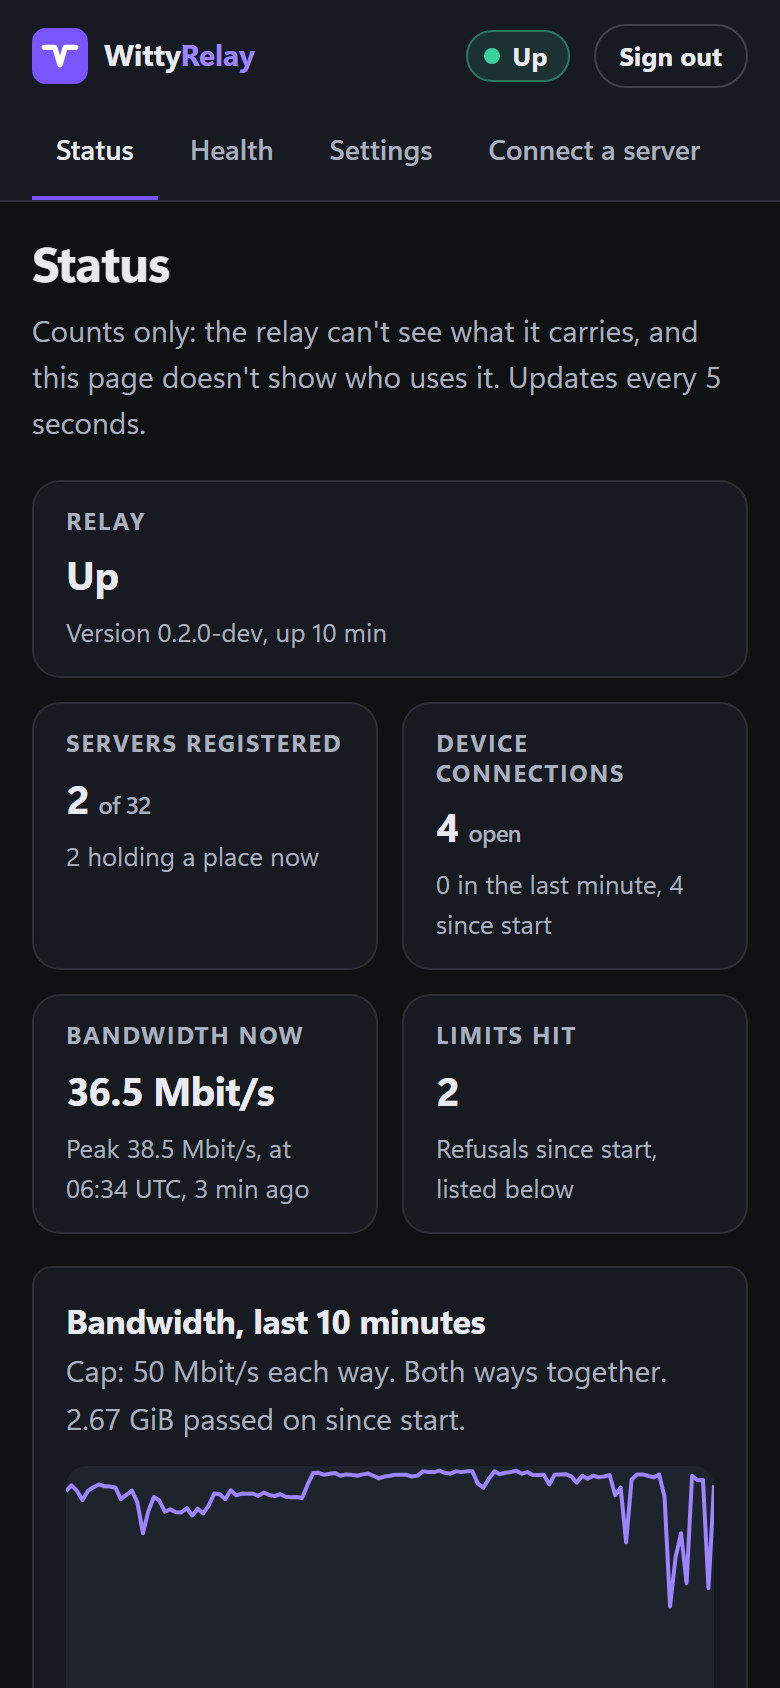 WittyRelay
Up
Sign out
Status
Health
Settings
Connect a server
Status
Counts only: the relay can't see what it carries, and
this page doesn't show who uses it. Updates every 5
seconds.
RELAY
Up
Version 0.2.0-dev, up 10 min
SERVERS REGISTERED
2 of 32
2 holding a place now
DEVICE
CONNECTIONS
4 open
0 in the last minute, 4
since start
BANDWIDTH NOW
36.5 Mbit/s
Peak 38.5 Mbit/s, at
06:34 UTC, 3 min ago
LIMITS HIT
2
Refusals since start,
listed below
Bandwidth, last 10 minutes
Cap: 50 Mbit/s each way. Both ways together.
2.67 GiB passed on since start.